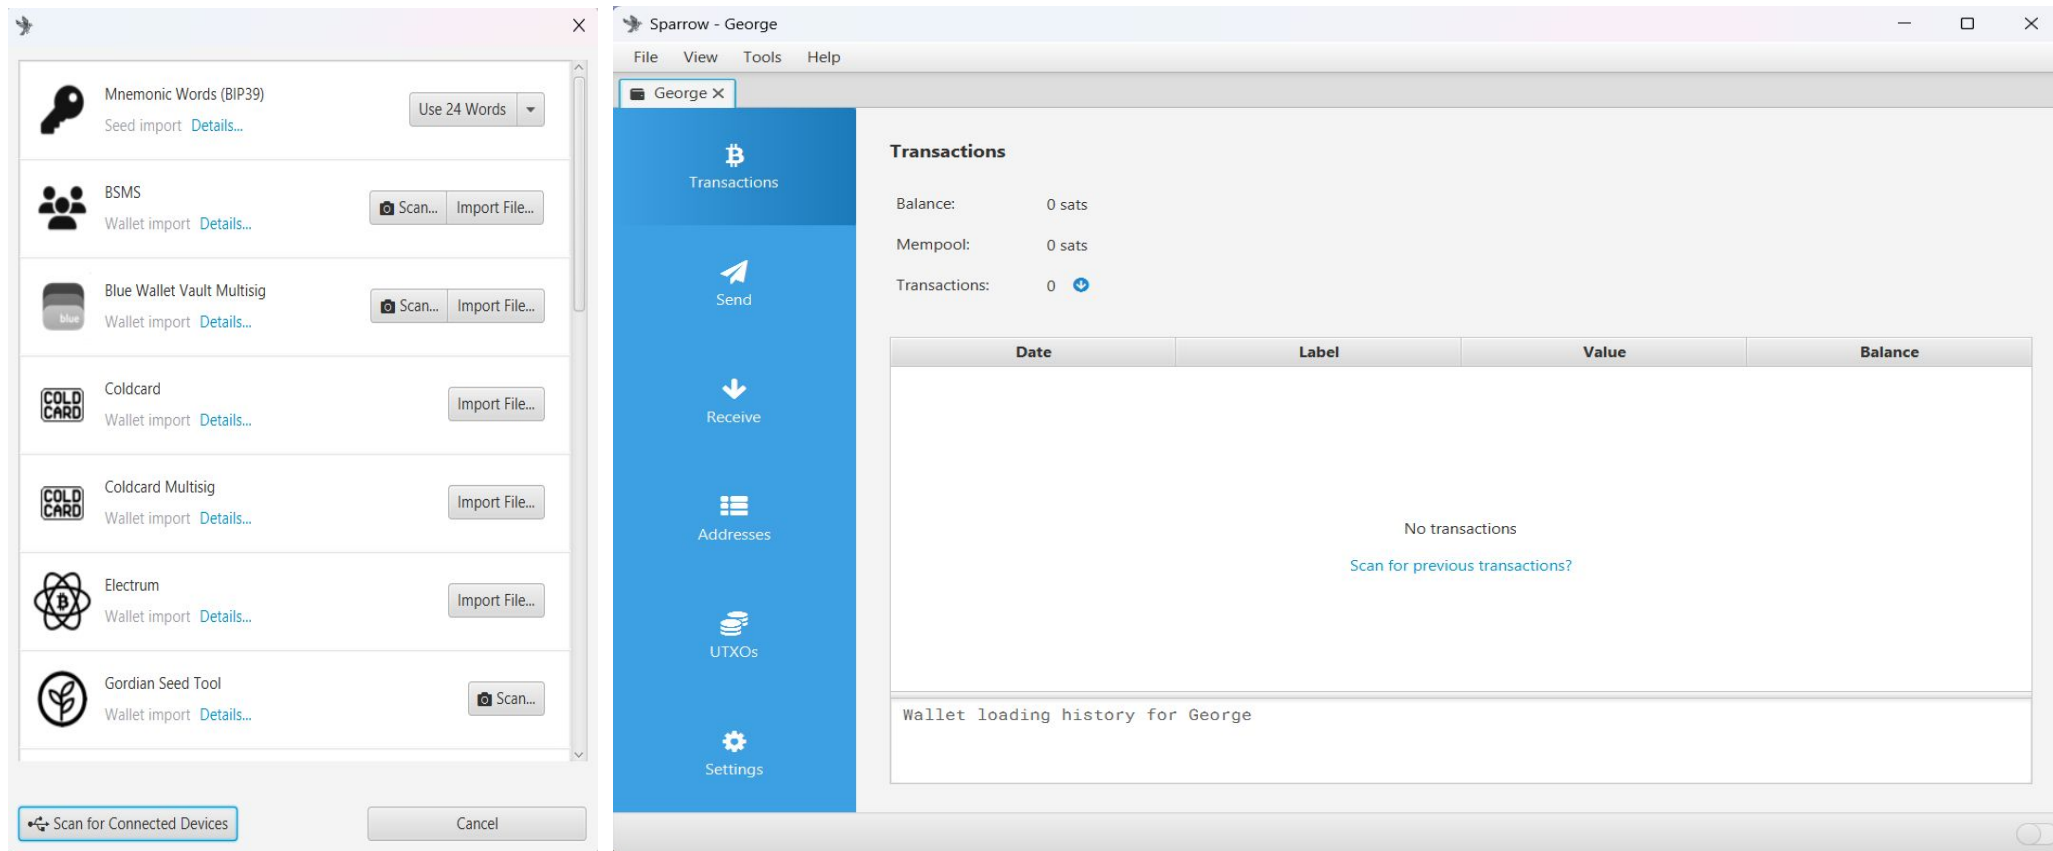 Mnemonic Words (BIP39)
Seed import Details...
Use 24 Words
BSMS
Wallet import Details...
Scan... Import File...
Blue Wallet Vault Multisig
Wallet import Details...
Scan... Import File...
blue
COLD
CARD
Coldcard
Wallet import Details...
Import File...
COLD
CARD
Coldcard Multisig
Wallet import Details...
Import File...
Electrum
Wallet import Details...
Import File...
Gordian Seed Tool
Wallet import Details...
Scan...
Scan for Connected Devices
Cancel
Sparrow - George
File View Tools Help
George
Transactions
Send
Receive
Addresses
UTXOs
Settings
Transactions
Balance: 0 sats
Mempool: 0 sats
Transactions: 0
Date Label Value Balance
No transactions
Scan for previous transactions?
Wallet loading history for George